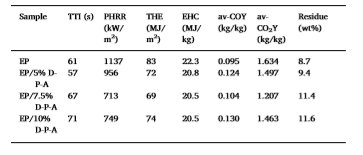 Sample TTI (s) PHRR THE EHC av-COY av-
(kW/ (MJ/ (MJ/ (kg/kg) CO₂Y
m²) m²) kg) (kg/kg) Residue
(wt%)
EP 61 1137 83 22.3 0.095 1.634 8.7
EP/5% D- 57 956 72 20.8 0.124 1.497 9.4
P-A
EP/7.5% 67 713 69 20.5 0.104 1.207 11.4
D-P-A
EP/10% 71 749 74 20.5 0.130 1.463 11.6
D-P-A